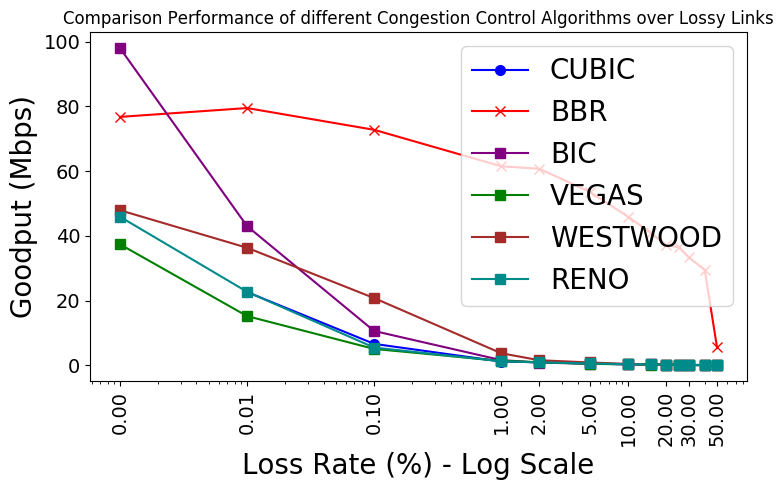 Comparison Performance of different Congestion Control Algorithms over Lossy Links
100
80
60
40
20
0
Goodput (Mbps)
CUBIC
BBR
BIC
VEGAS
WESTWOOD
RENO
0.00
0.01
0.10
1.00
2.00
5.00
10.00
20.00
30.00
50.00
Loss Rate (%) - Log Scale